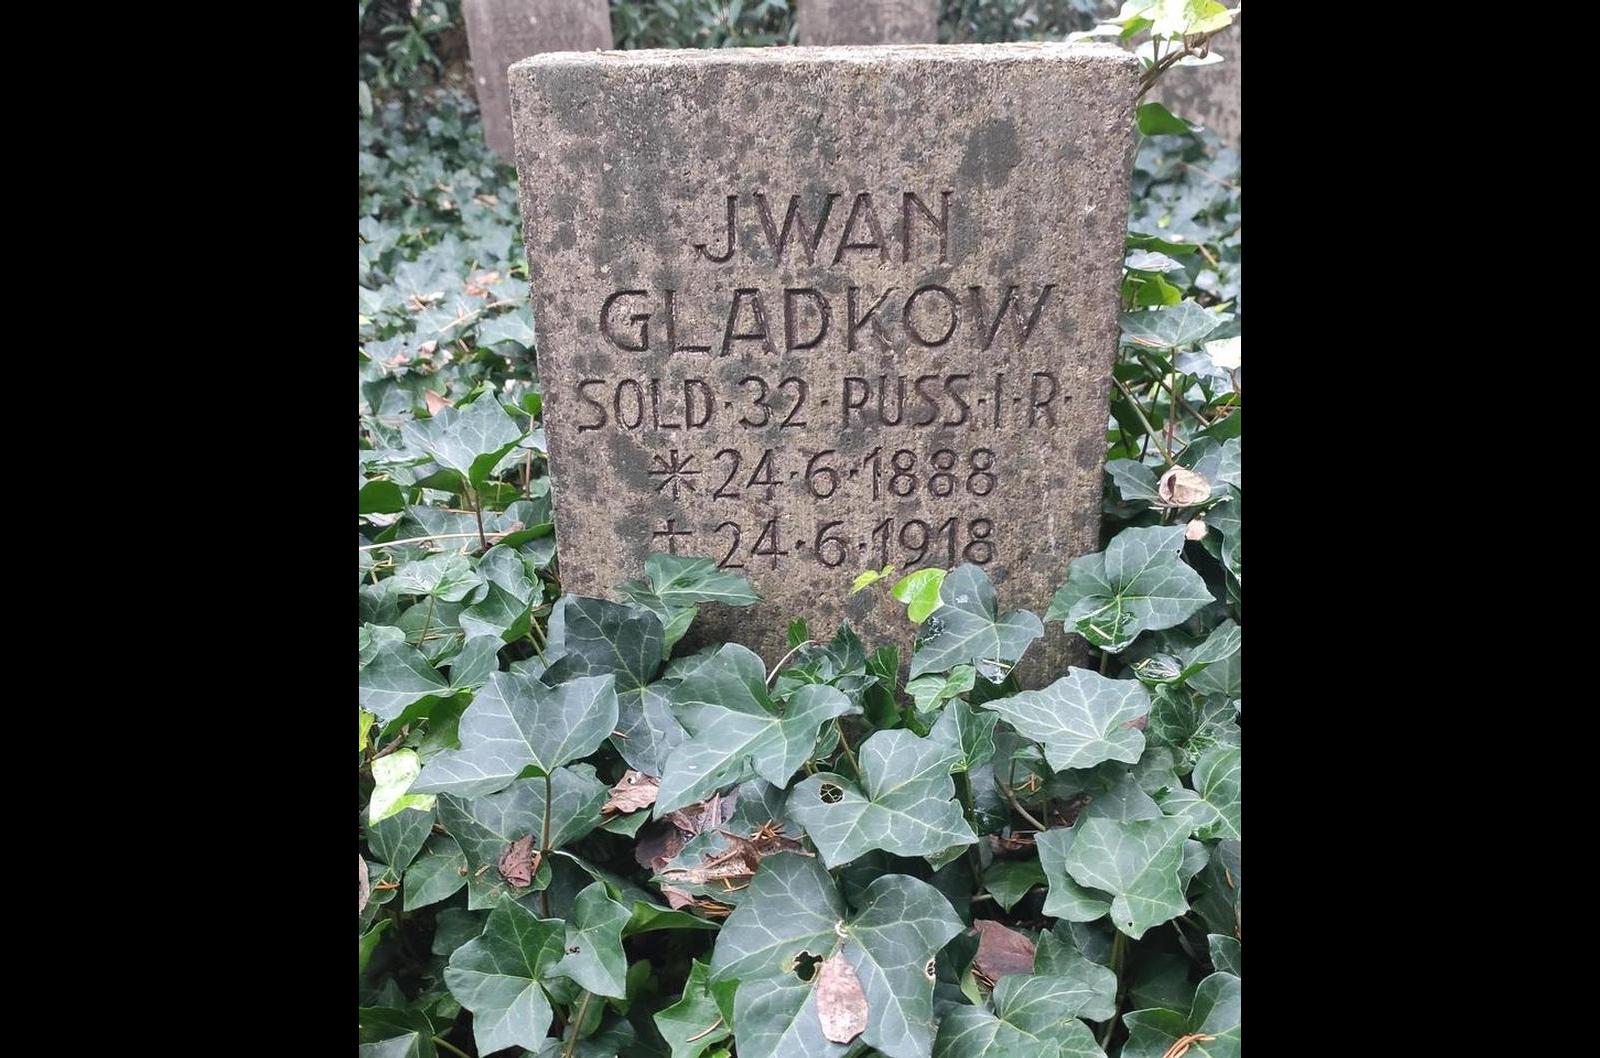 JWAN
GLADKOW
SOLD·32·RUSS·I·R·
* 24·6·1888
† 24·6·1918